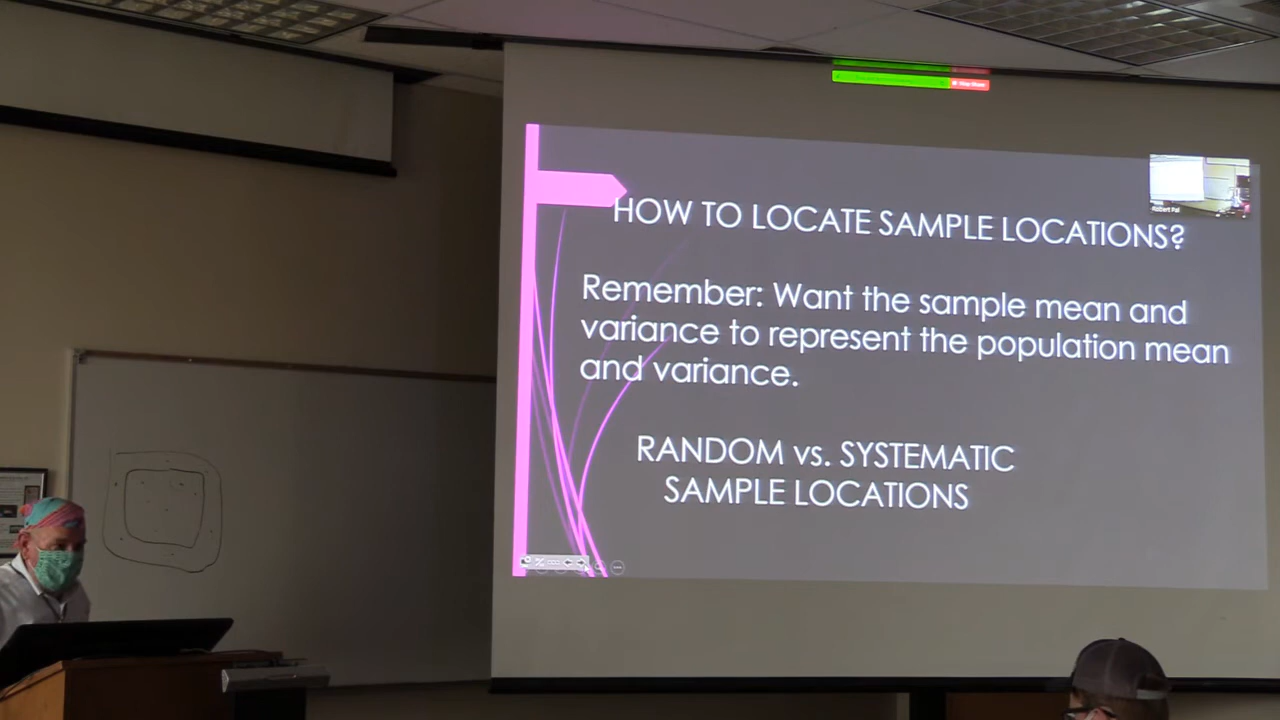 HOW TO LOCATE SAMPLE LOCATIONS?
Remember: Want the sample mean and
variance to represent the population mean
and variance.
RANDOM vs. SYSTEMATIC
SAMPLE LOCATIONS